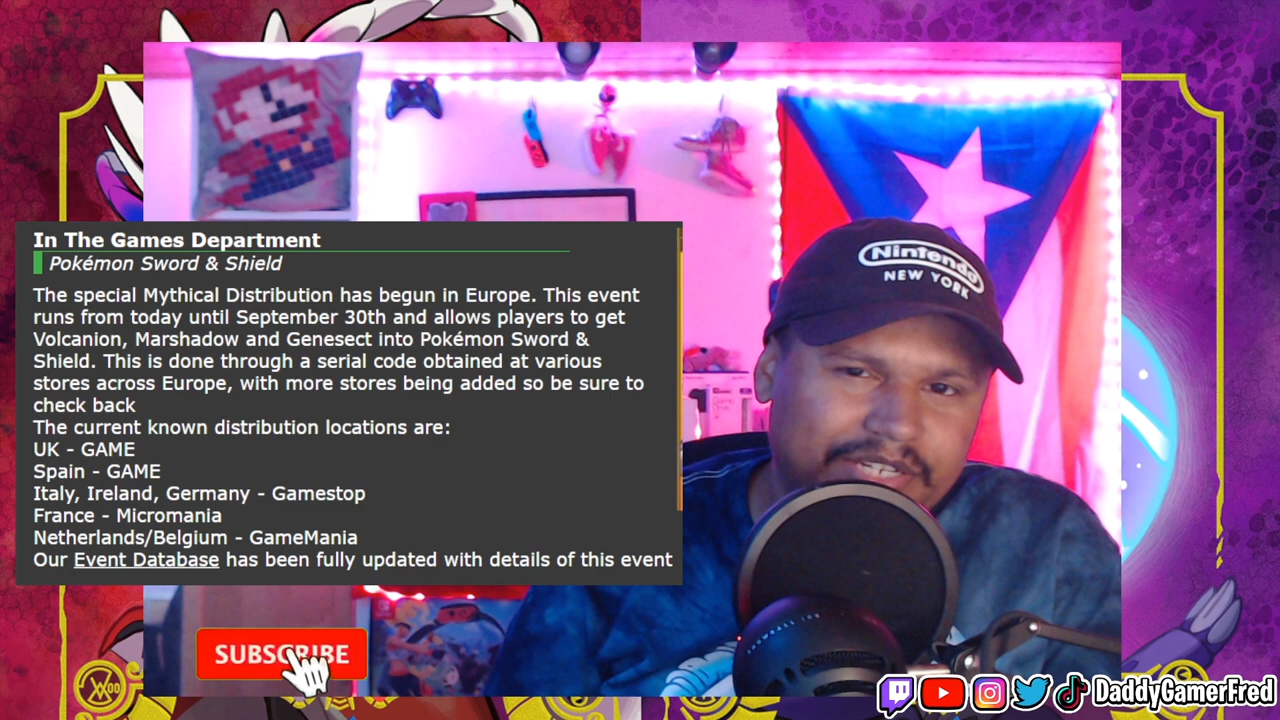 Nintendo
NEW YORK
In The Games Department
Pokémon Sword & Shield
The special Mythical Distribution has begun in Europe. This event
runs from today until September 30th and allows players to get
Volcanion, Marshadow and Genesect into Pokémon Sword &
Shield. This is done through a serial code obtained at various
stores across Europe, with more stores being added so be sure to
check back
The current known distribution locations are:
UK - GAME
Spain - GAME
Italy, Ireland, Germany - Gamestop
France - Micromania
Netherlands/Belgium - GameMania
Our Event Database has been fully updated with details of this event
SUBSCRIBE
DaddyGamerFred